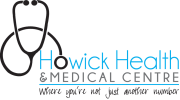 Howick Health
& MEDICAL CENTRE
Where you're not just another number